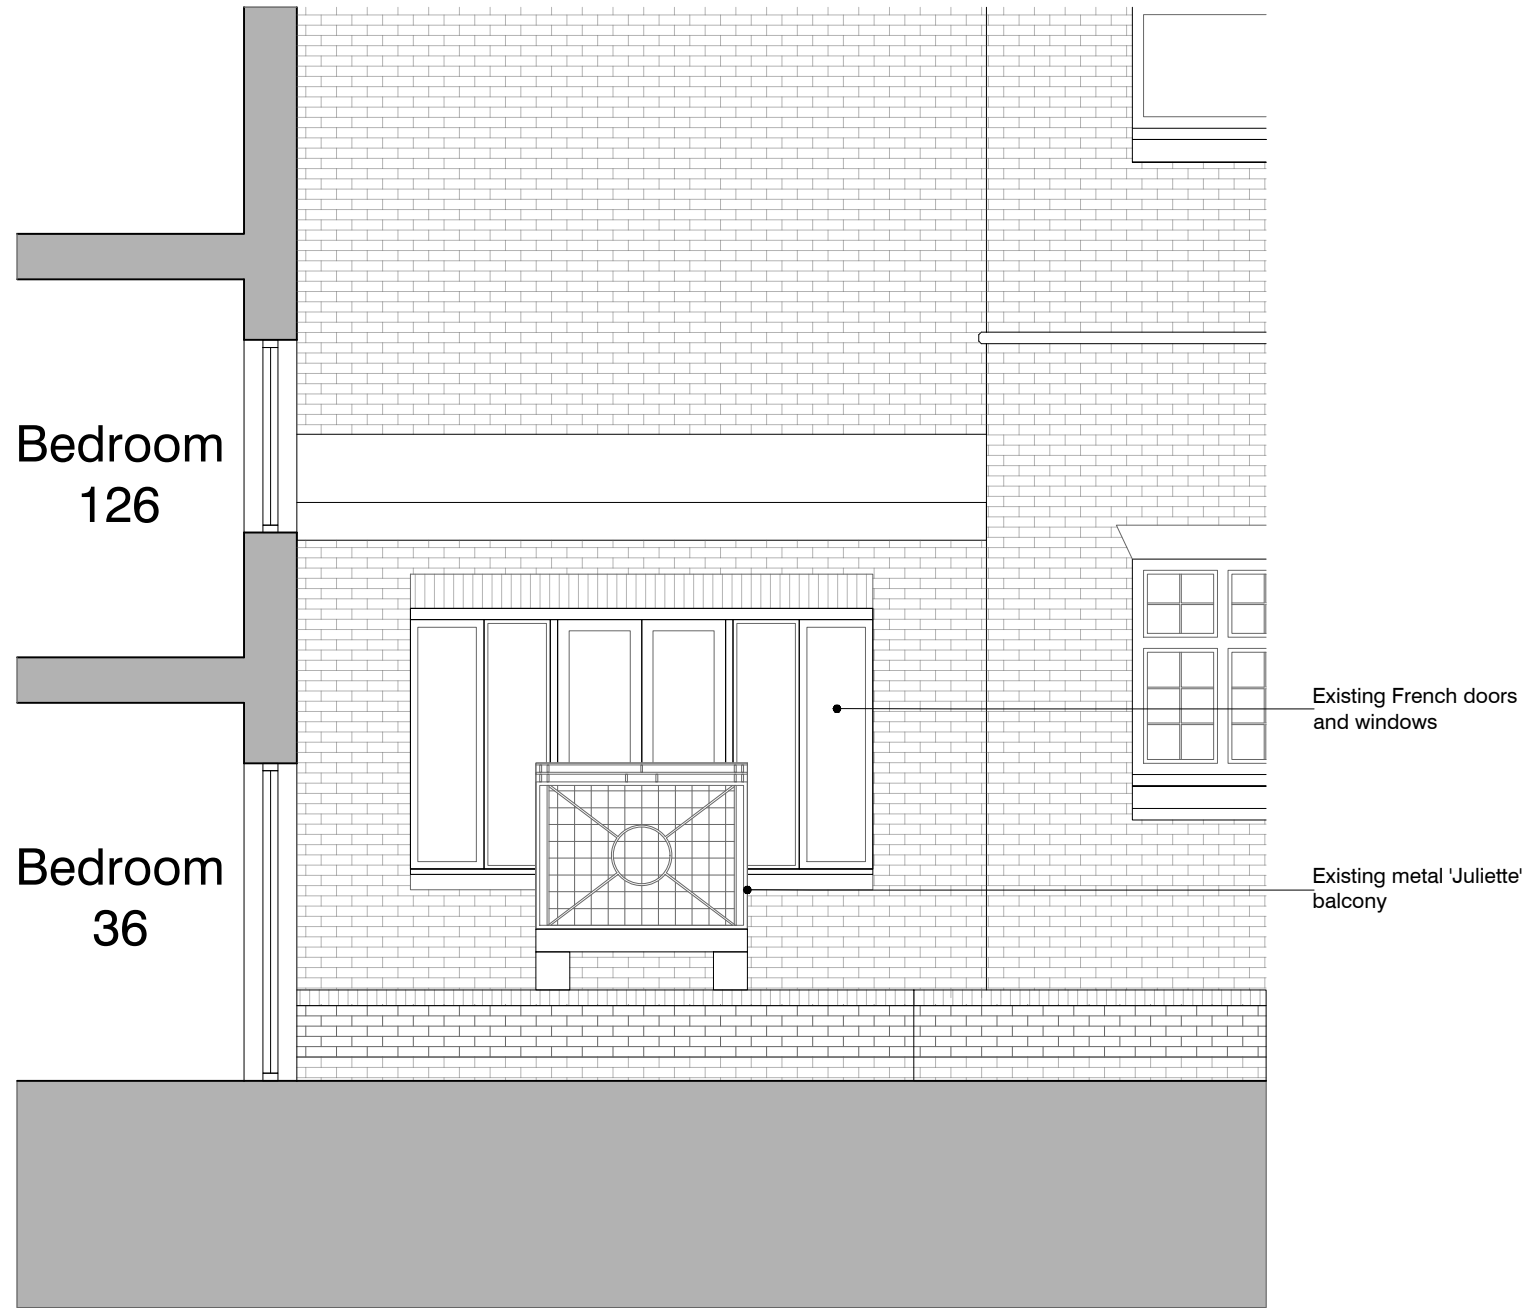 Bedroom
126
Existing French doors
and windows
Bedroom
36
Existing metal 'Juliette'
balcony